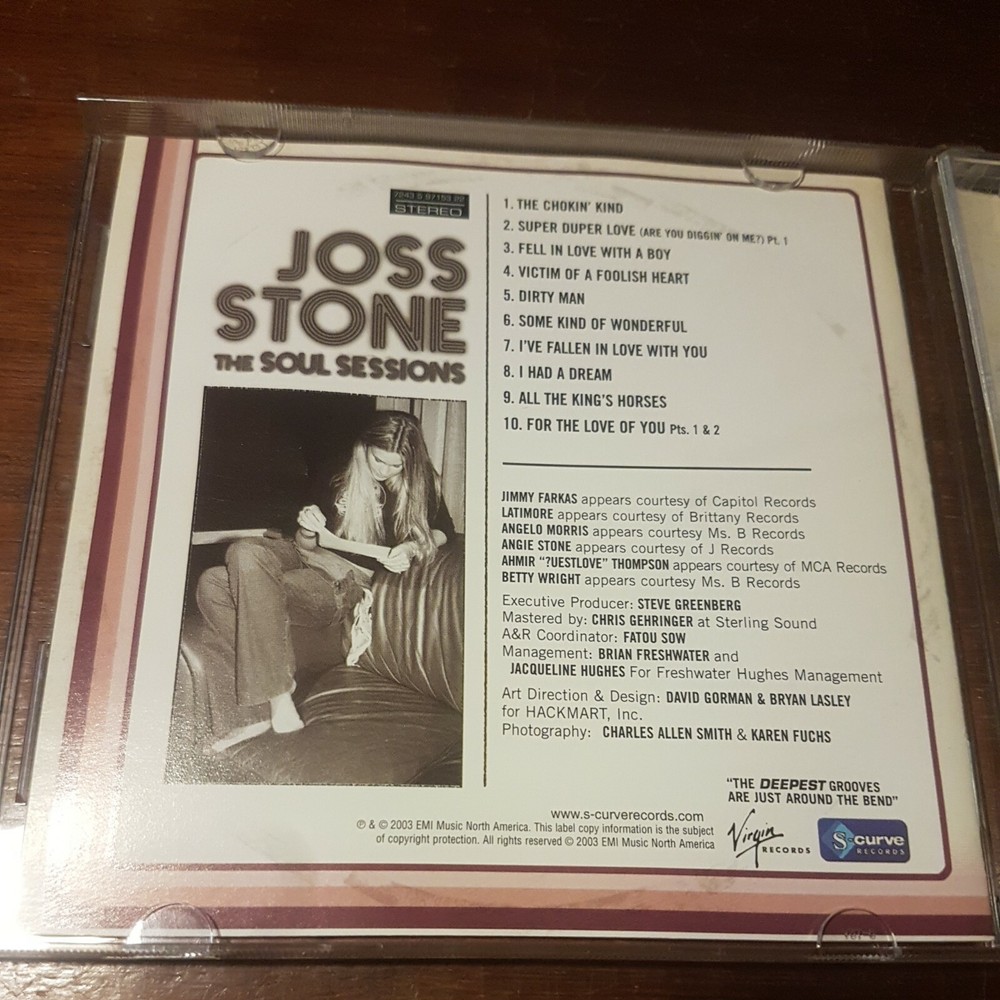 7243 5 97153 22
STEREO
JOSS
STONE
THE SOUL SESSIONS
1. THE CHOKIN' KIND
2. SUPER DUPER LOVE (ARE YOU DIGGIN' ON ME?) Pt. 1
3. FELL IN LOVE WITH A BOY
4. VICTIM OF A FOOLISH HEART
5. DIRTY MAN
6. SOME KIND OF WONDERFUL
7. I'VE FALLEN IN LOVE WITH YOU
8. I HAD A DREAM
9. ALL THE KING'S HORSES
10. FOR THE LOVE OF YOU Pts. 1 & 2
JIMMY FARKAS appears courtesy of Capitol Records
LATIMORE appears courtesy of Brittany Records
ANGELO MORRIS appears courtesy Ms. B Records
ANGIE STONE appears courtesy of J Records
AHMIR "?UESTLOVE" THOMPSON appears courtesy of MCA Records
BETTY WRIGHT appears courtesy Ms. B Records
Executive Producer: STEVE GREENBERG
Mastered by: CHRIS GEHRINGER at Sterling Sound
A&R Coordinator: FATOU SOW
Management: BRIAN FRESHWATER and
JACQUELINE HUGHES For Freshwater Hughes Management
Art Direction & Design: DAVID GORMAN & BRYAN LASLEY
for HACKMART, Inc.
Photography: CHARLES ALLEN SMITH & KAREN FUCHS
"THE DEEPEST GROOVES
ARE JUST AROUND THE BEND"
www.s-curverecords.com
℗ & © 2003 EMI Music North America. This label copy information is the subject
of copyright protection. All rights reserved © 2003 EMI Music North America
Virgin
RECORDS
S-curve
RECORDS